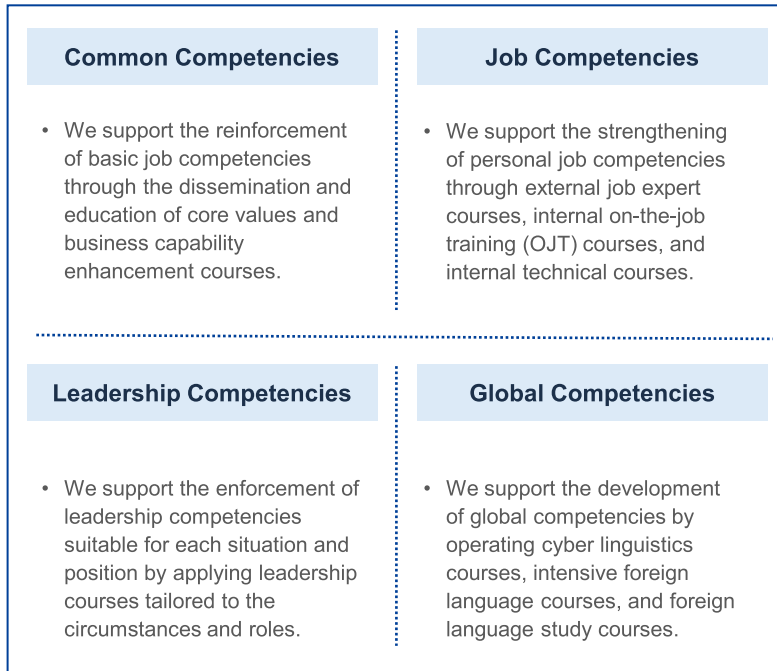 Common Competencies
• We support the reinforcement
of basic job competencies
through the dissemination and
education of core values and
business capability
enhancement courses.
Job Competencies
• We support the strengthening
of personal job competencies
through external job expert
courses, internal on-the-job
training (OJT) courses, and
internal technical courses.
Leadership Competencies
• We support the enforcement of
leadership competencies
suitable for each situation and
position by applying leadership
courses tailored to the
circumstances and roles.
Global Competencies
• We support the development
of global competencies by
operating cyber linguistics
courses, intensive foreign
language courses, and foreign
language study courses.